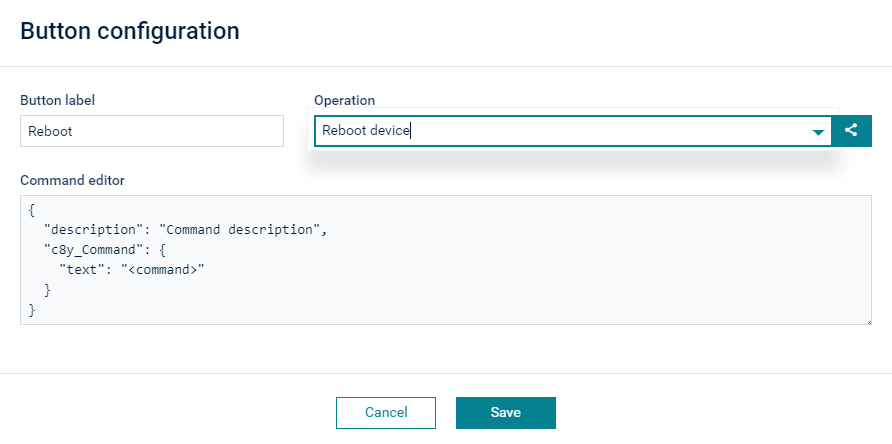 Button configuration
Button label
Operation
Reboot
Reboot device
Command editor
{
  "description": "Command description",
  "c8y_Command": {
    "text": "<command>"
  }
}
Cancel
Save